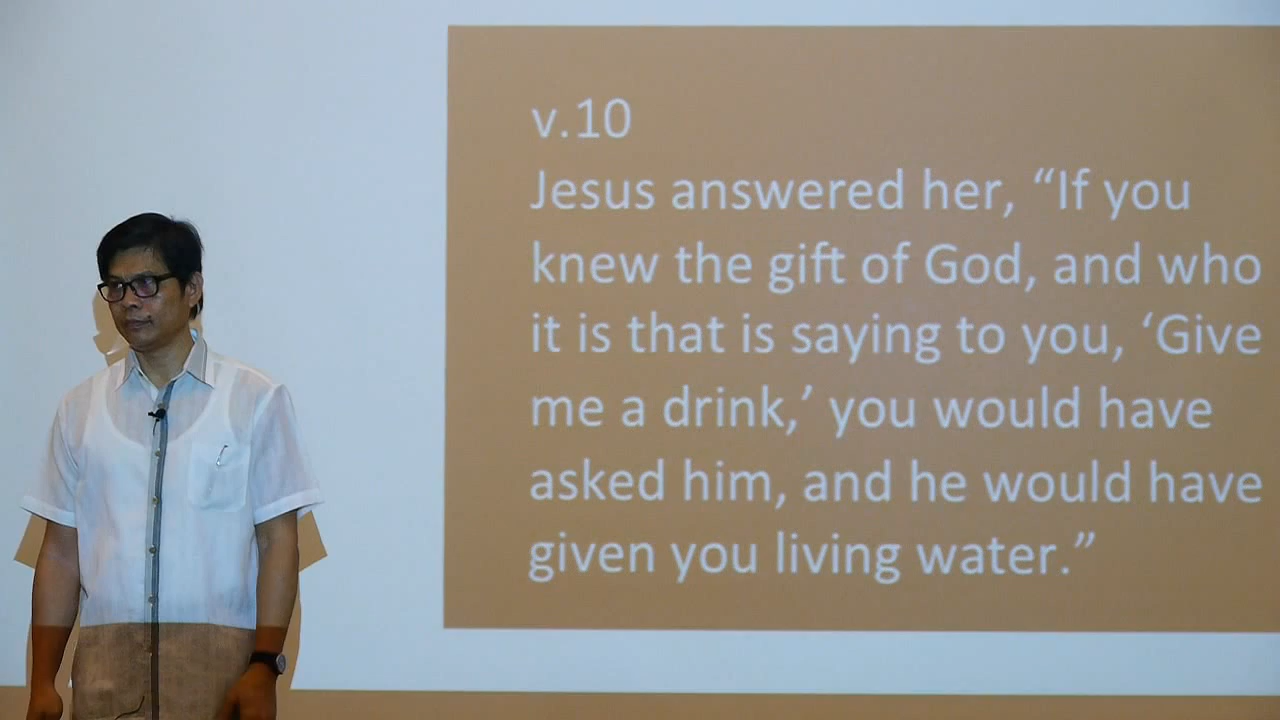 v.10
Jesus answered her, “If you
knew the gift of God, and who
it is that is saying to you, ‘Give
me a drink,’ you would have
asked him, and he would have
given you living water.”